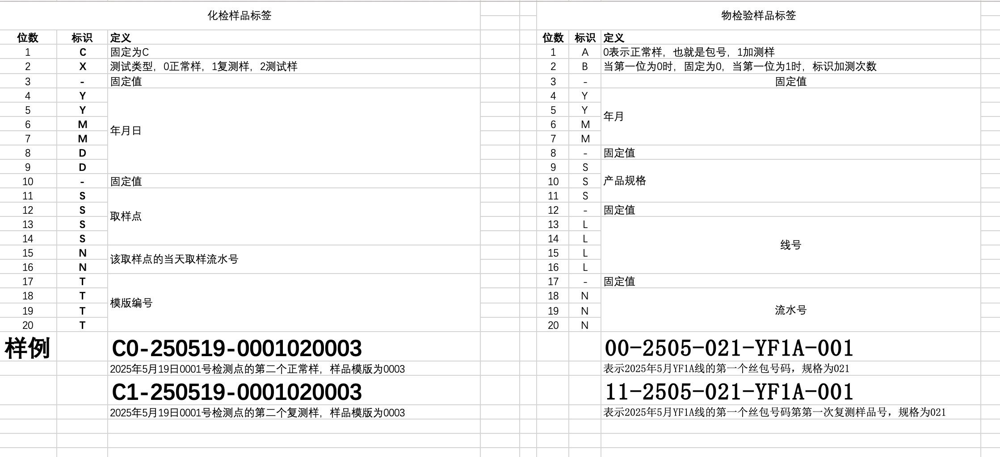 化检样品标签
位数 标识 定义
1 C 固定为C
2 X 测试类型，0正常样，1复测样，2测试样
3 - 固定值
4 Y
5 Y
6 M
年月日
7 M
8 D
9 D
10 - 固定值
11 S
12 S
取样点
13 S
14 S
15 N
该取样点的当天取样流水号
16 N
17 T
18 T
模版编号
19 T
20 T
样例 C0-250519-0001020003
2025年5月19日0001号检测点的第二个正常样，样品模版为0003
C1-250519-0001020003
2025年5月19日0001号检测点的第二个复测样，样品模版为0003
物检验样品标签
位数 标识 定义
1 A 0表示正常样，也就是包号，1加测样
2 B 当第一位为0时，固定为0，当第一位为1时，标识加测次数
3 - 固定值
4 Y
5 Y
年月
6 M
7 M
8 - 固定值
9 S
10 S 产品规格
11 S
12 - 固定值
13 L
14 L
线号
15 L
16 L
17 - 固定值
18 N
19 N 流水号
20 N
00-2505-021-YF1A-001
表示2025年5月YF1A线的第一个丝包号码，规格为021
11-2505-021-YF1A-001
表示2025年5月YF1A线的第一个丝包号码第第一次复测样品号，规格为021